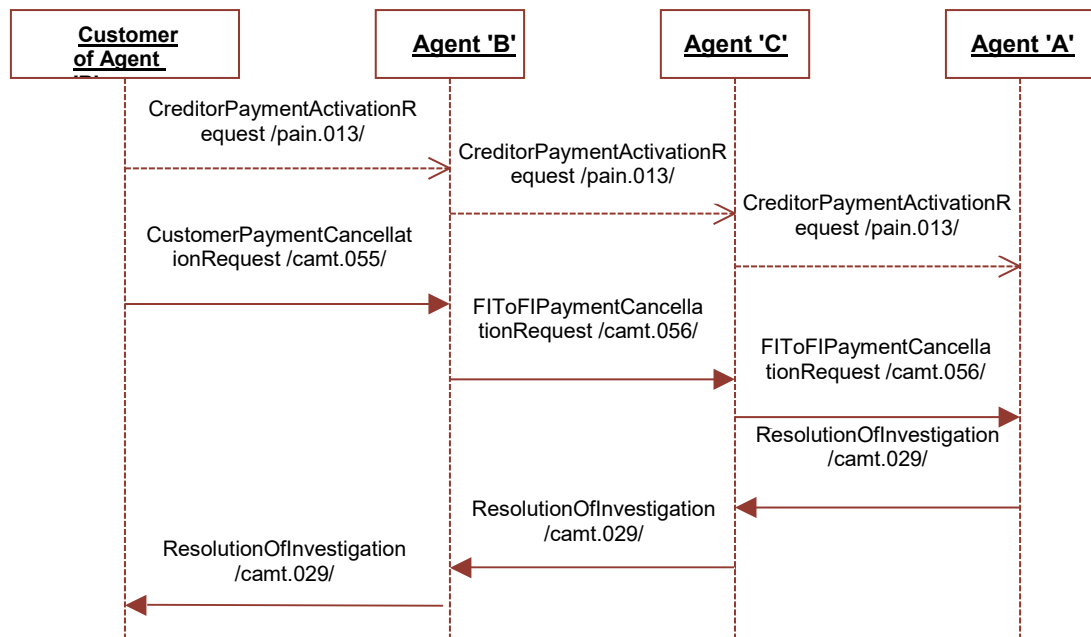 Customer
of Agent
Agent 'B'
Agent 'C'
Agent 'A'
CreditorPaymentActivationR
equest /pain.013/
CreditorPaymentActivationR
equest /pain.013/
CreditorPaymentActivationR
equest /pain.013/
CustomerPaymentCancellat
ionRequest /camt.055/
FIToFIPaymentCancella
tionRequest /camt.056/
FIToFIPaymentCancella
tionRequest /camt.056/
ResolutionOfInvestigation
/camt.029/
ResolutionOfInvestigation
/camt.029/
ResolutionOfInvestigation
/camt.029/